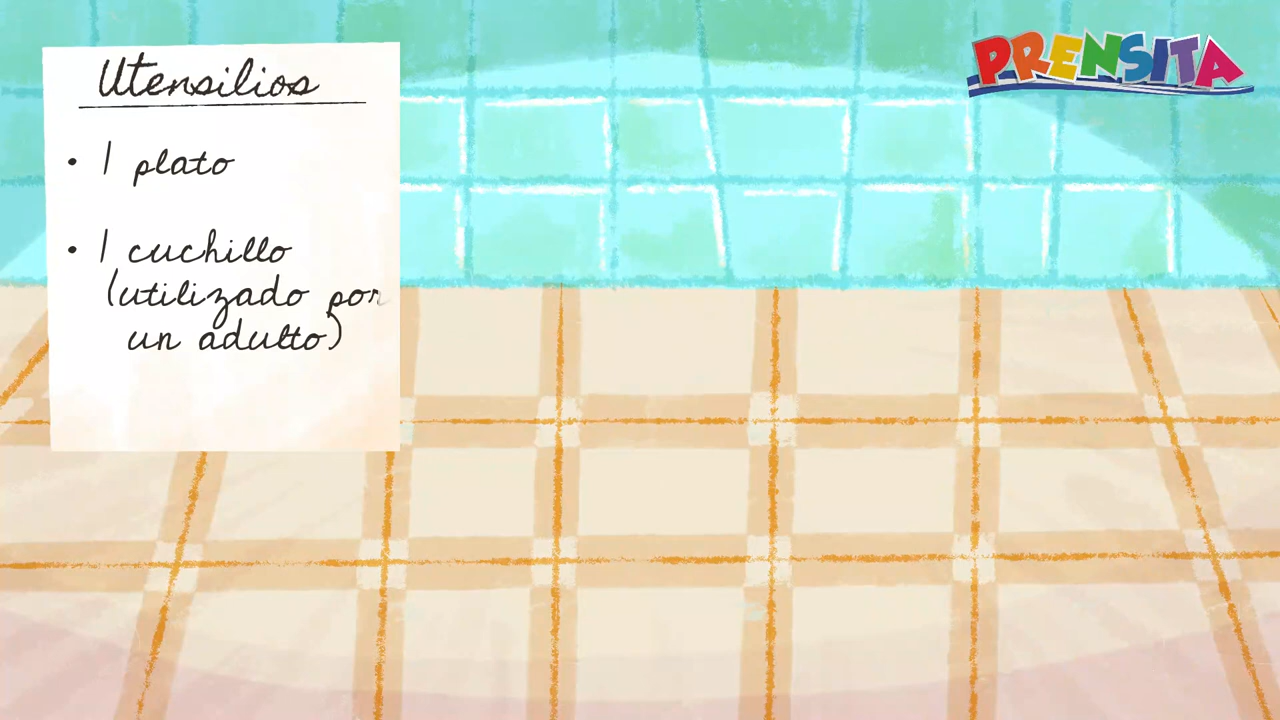 Utensilios
• 1 plato
• 1 cuchillo
(utilizado por
un adulto)
PRENSITA